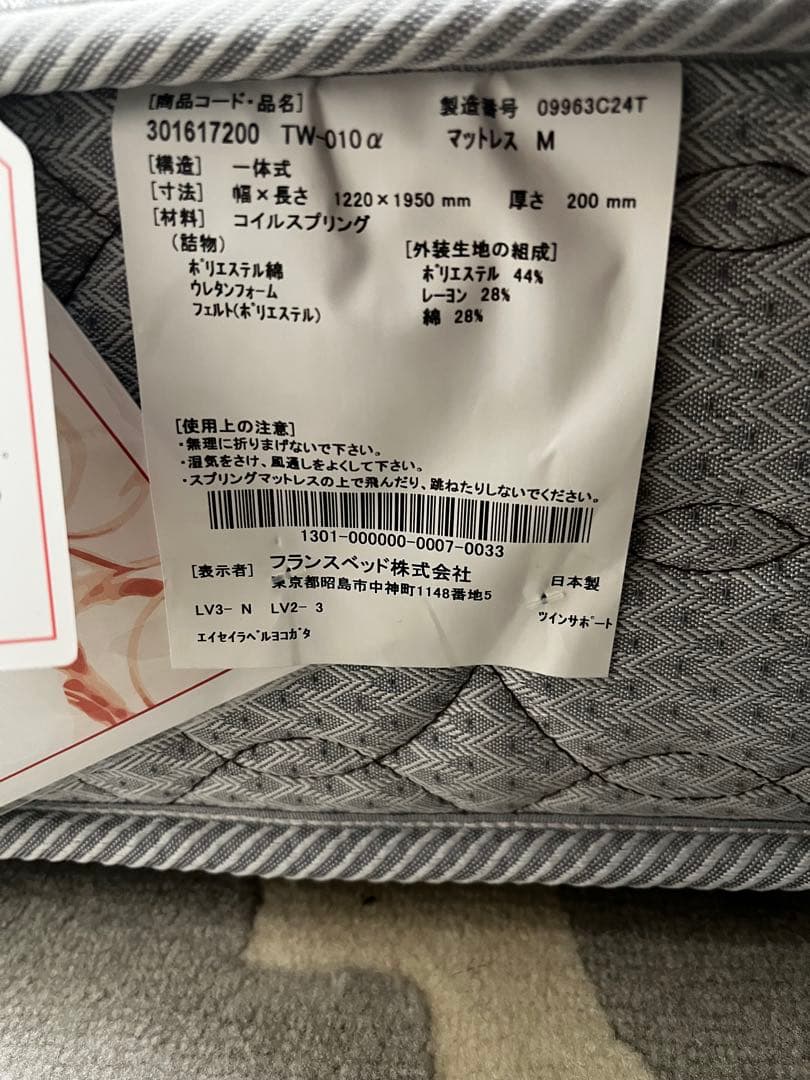 [商品コード・品名]
製造番号 09963C24T
301617200 TW-010α マットレス M
[構造] 一体式
[寸法] 幅×長さ 1220×1950 mm 厚さ 200 mm
[材料] コイルスプリング
(詰物)
ﾎﾟﾘｴｽﾃﾙ綿
ｳﾚﾀﾝﾌｫｰﾑ
ﾌｪﾙﾄ(ﾎﾟﾘｴｽﾃﾙ)
[外装生地の組成]
ﾎﾟﾘｴｽﾃﾙ 44%
ﾚｰﾖﾝ 28%
綿 28%
[使用上の注意]
・無理に折りまげないで下さい。
・湿気をさけ、風通しをよくして下さい。
・スプリングマットレスの上で飛んだり、跳ねたりしないでください。
1301-000000-0007-0033
[表示者] フランスベッド株式会社
東京都昭島市中神町1148番地5
日本製
LV3- N LV2- 3
ﾂｲﾝｻﾎﾟｰﾄ
ｴｲｾｲﾗﾍﾞﾙﾖｺｶﾞﾀ